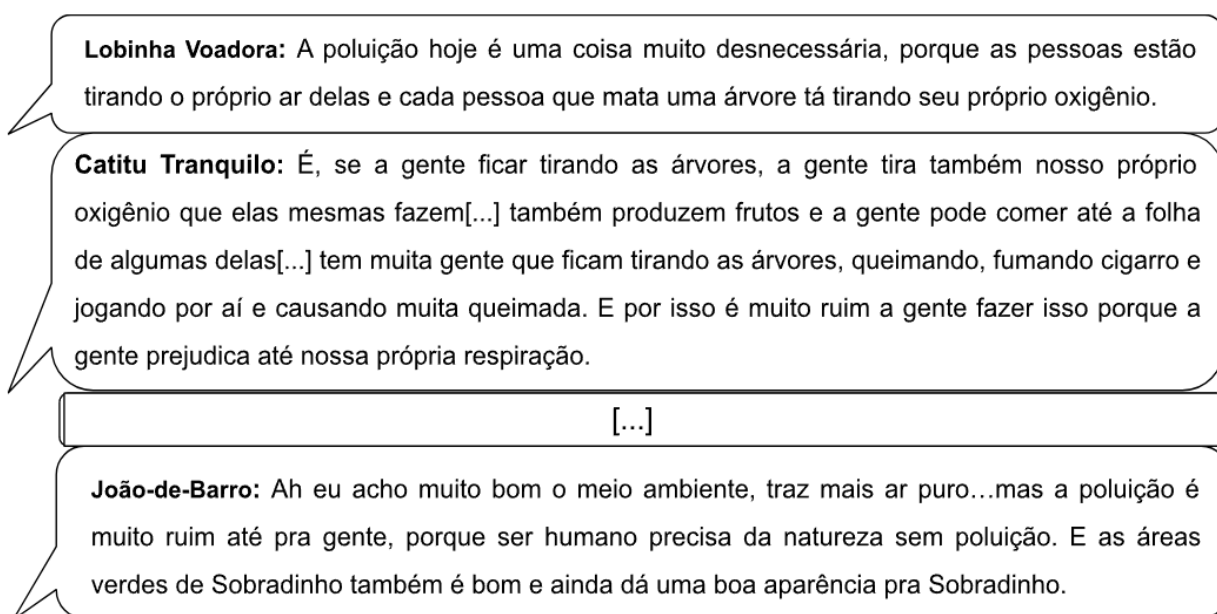 Lobinha Voadora: A poluição hoje é uma coisa muito desnecessária, porque as pessoas estão
tirando o próprio ar delas e cada pessoa que mata uma árvore tá tirando seu próprio oxigênio.
Catitu Tranquilo: É, se a gente ficar tirando as árvores, a gente tira também nosso próprio
oxigênio que elas mesmas fazem[...] também produzem frutos e a gente pode comer até a folha
de algumas delas[...] tem muita gente que ficam tirando as árvores, queimando, fumando cigarro e
jogando por aí e causando muita queimada. E por isso é muito ruim a gente fazer isso porque a
gente prejudica até nossa própria respiração.
[...]
João-de-Barro: Ah eu acho muito bom o meio ambiente, traz mais ar puro…mas a poluição é
muito ruim até pra gente, porque ser humano precisa da natureza sem poluição. E as áreas
verdes de Sobradinho também é bom e ainda dá uma boa aparência pra Sobradinho.